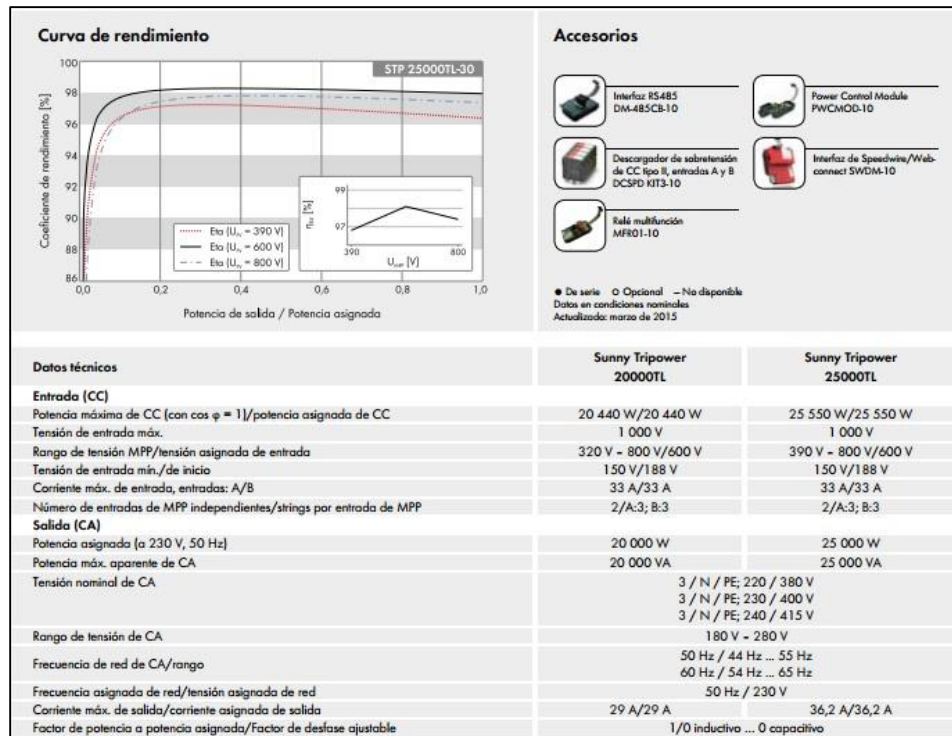 Curva de rendimiento
STP 25000TL-30
Coeficiente de rendimiento [%]
100
98
96
94
92
90
88
86
0,0
0,2
0,4
0,6
0,8
1,0
Potencia de salida / Potencia asignada
Eta (Upv = 390 V)
Eta (Upv = 600 V)
Eta (Upv = 800 V)
99
97
390
800
[%]
[V]
Accesorios
Interfaz RS485
DM-485CB-10
Power Control Module
PWCMOD-10
Descargador de sobretensión
de CC tipo II, entradas A y B
DCSPD KIT3-10
Interfaz de Speedwire/Web-
connect SWDM-10
Relé multifunción
MFR01-10
● De serie ○ Opcional – No disponible
Datos en condiciones nominales
Actualizado: marzo de 2015
Datos técnicos
Sunny Tripower
20000TL
Sunny Tripower
25000TL
Entrada (CC)
Potencia máxima de CC (con cos φ = 1)/potencia asignada de CC 20 440 W/20 440 W 25 550 W/25 550 W
Tensión de entrada máx. 1 000 V 1 000 V
Rango de tensión MPP/tensión asignada de entrada 320 V – 800 V/600 V 390 V – 800 V/600 V
Tensión de entrada mín./de inicio 150 V/188 V 150 V/188 V
Corriente máx. de entrada, entradas: A/B 33 A/33 A 33 A/33 A
Número de entradas de MPP independientes/strings por entrada de MPP 2/A:3; B:3 2/A:3; B:3
Salida (CA)
Potencia asignada (a 230 V, 50 Hz) 20 000 W 25 000 W
Potencia máx. aparente de CA 20 000 VA 25 000 VA
Tensión nominal de CA 3 / N / PE; 220 / 380 V
3 / N / PE; 230 / 400 V
3 / N / PE; 240 / 415 V
Rango de tensión de CA 180 V – 280 V
Frecuencia de red de CA/rango 50 Hz / 44 Hz ... 55 Hz
60 Hz / 54 Hz ... 65 Hz
Frecuencia asignada de red/tensión asignada de red 50 Hz / 230 V
Corriente máx. de salida/corriente asignada de salida 29 A/29 A 36,2 A/36,2 A
Factor de potencia a potencia asignada/Factor de desfase ajustable 1/0 inductivo ... 0 capacitivo